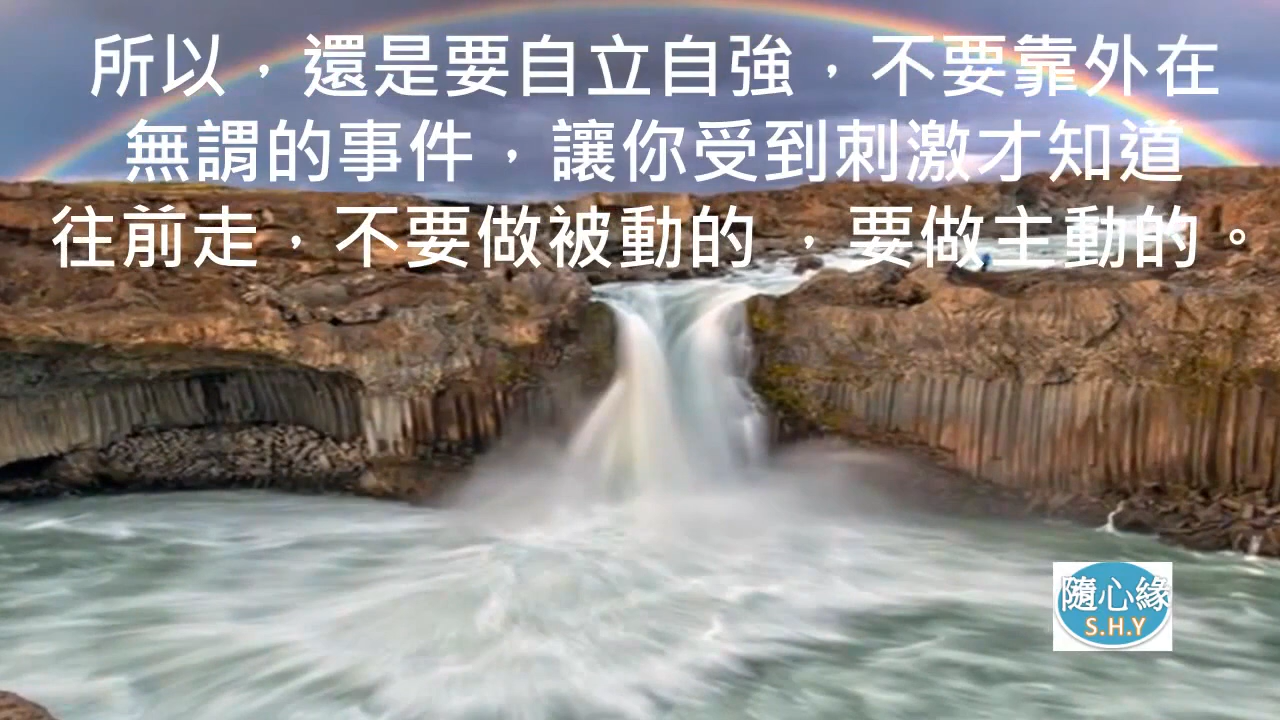 所以，還是要自立自強，不要靠外在
無謂的事件，讓你受到刺激才知道
往前走，不要做被動的 ，要做主動的。
隨心緣
S.H.Y